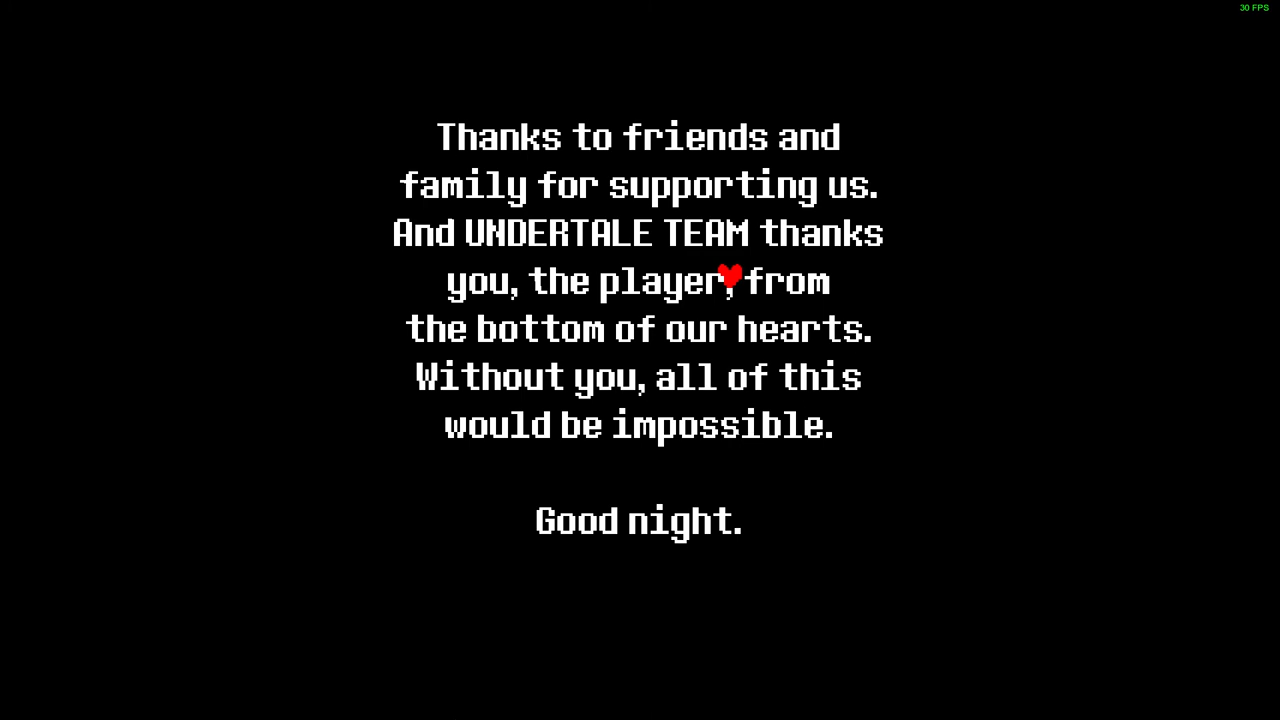 30 FPS
Thanks to friends and
family for supporting us.
And UNDERTALE TEAM thanks
you, the player, from
the bottom of our hearts.
Without you, all of this
would be impossible.
Good night.